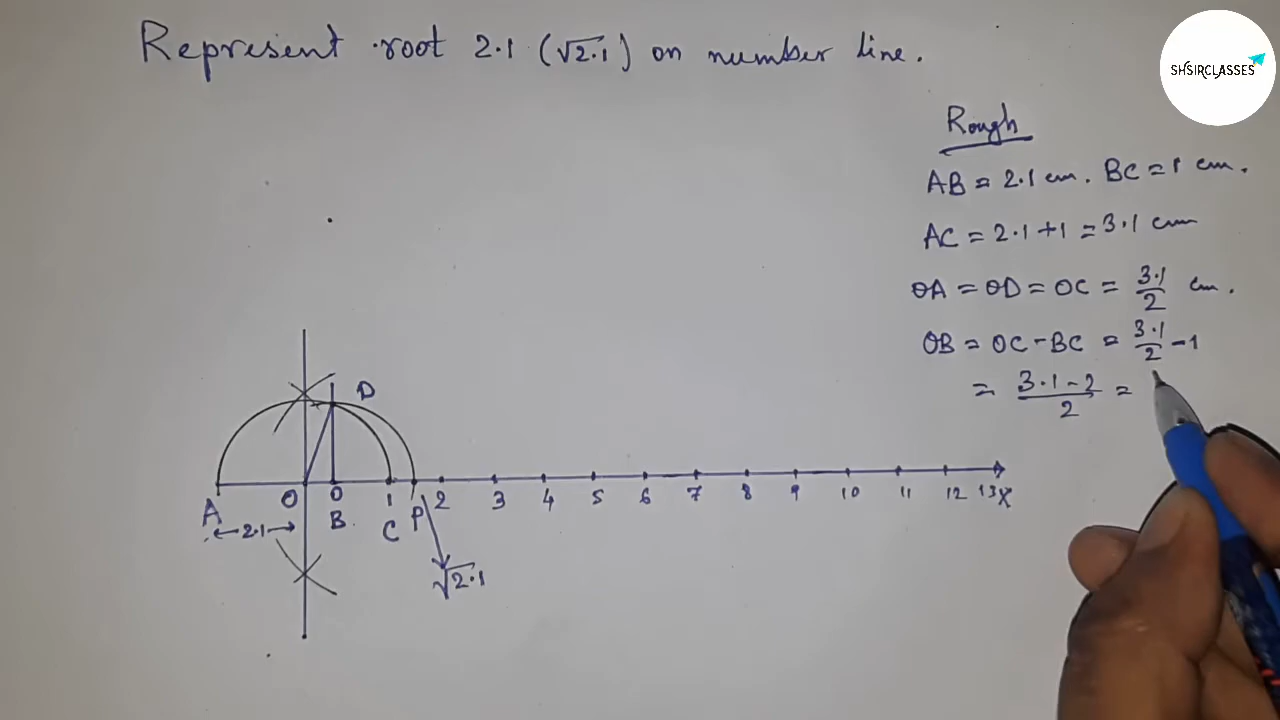 Represent root 2.1 (√2.1) on number line.
SHSIRCLASSES
Rough
AB = 2.1 cm. BC = 1 cm.
AC = 2.1 + 1 = 3.1 cm
OA = OD = OC = 3.1/2 cm.
OB = OC - BC = 3.1/2 - 1
= 3.1 - 2/2 =
D
A O 0 1 P 2 3 4 5 6 7 8 9 10 11 12 13 X
B C
2.1
√2.1